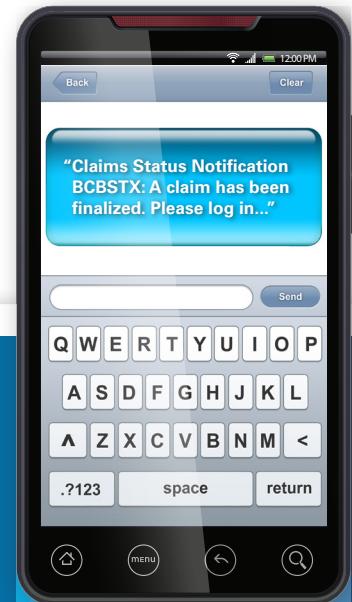 12:00 PM
Back
Clear
“Claims Status Notification
BCBSTX: A claim has been
finalized. Please log in...”
Send
Q W E R T Y U I O P
A S D F G H J K L
Z X C V B N M
.?123 space return
menu